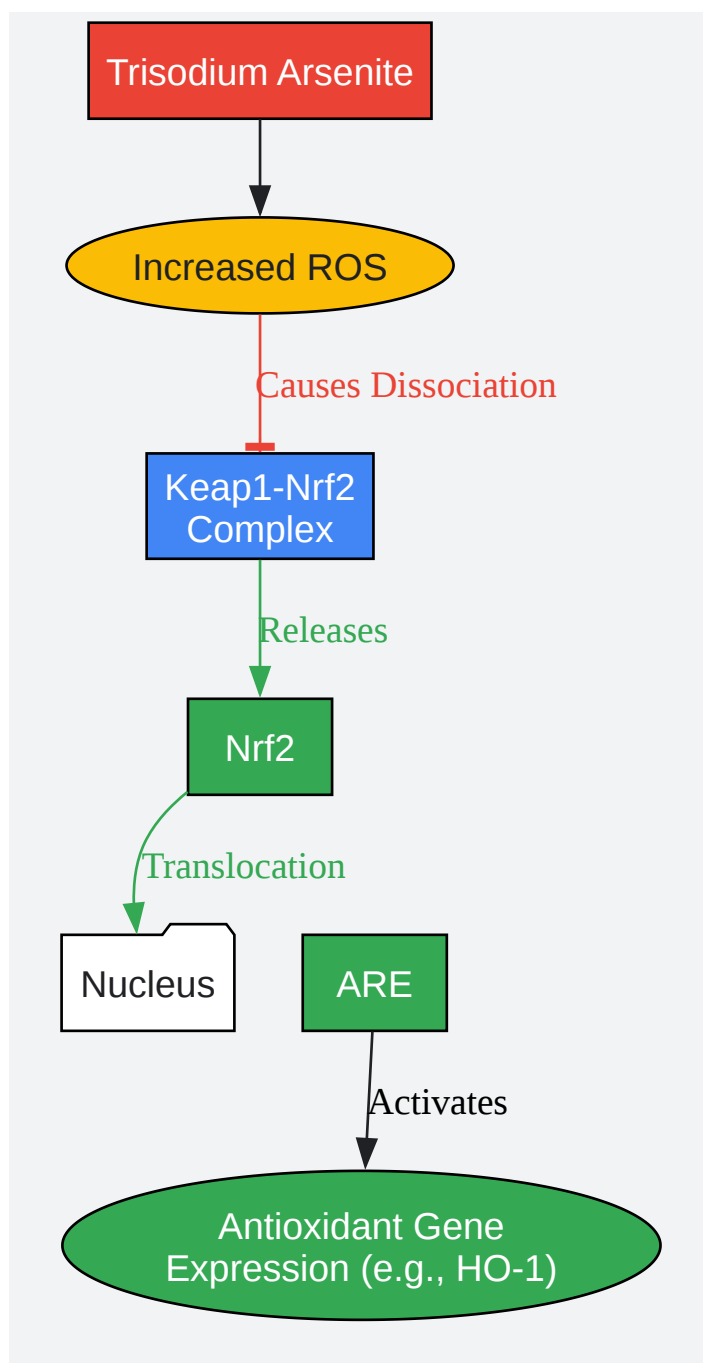 Trisodium Arsenite
Increased ROS
Causes Dissociation
Keap1-Nrf2
Complex
Releases
Nrf2
Translocation
Nucleus
ARE
Activates
Antioxidant Gene
Expression (e.g., HO-1)